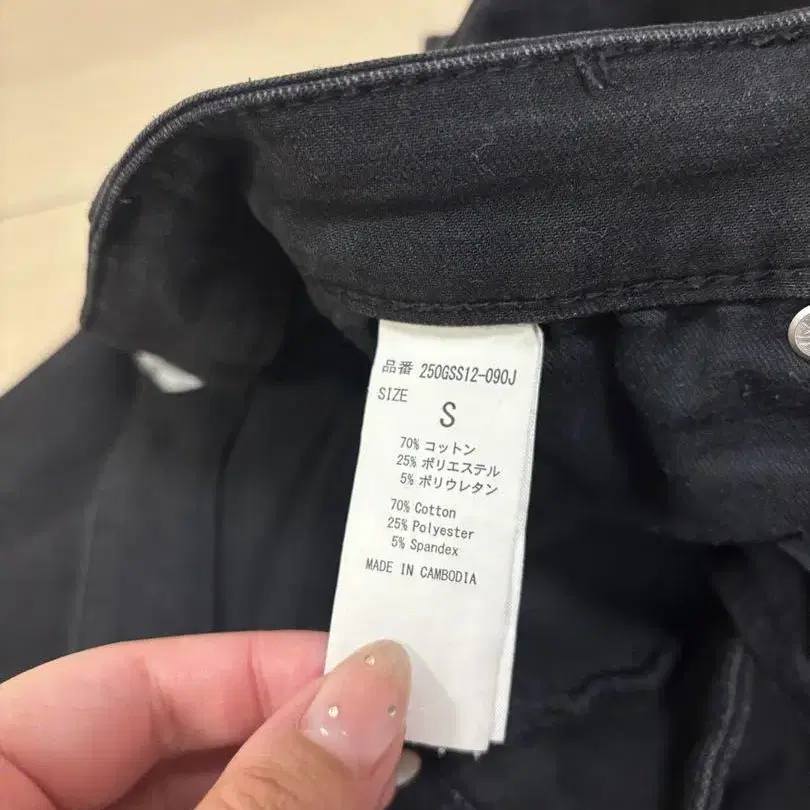 品番 250GSS12-090J
SIZE
S
70% コットン
25% ポリエステル
5% ポリウレタン
70% Cotton
25% Polyester
5% Spandex
MADE IN CAMBODIA